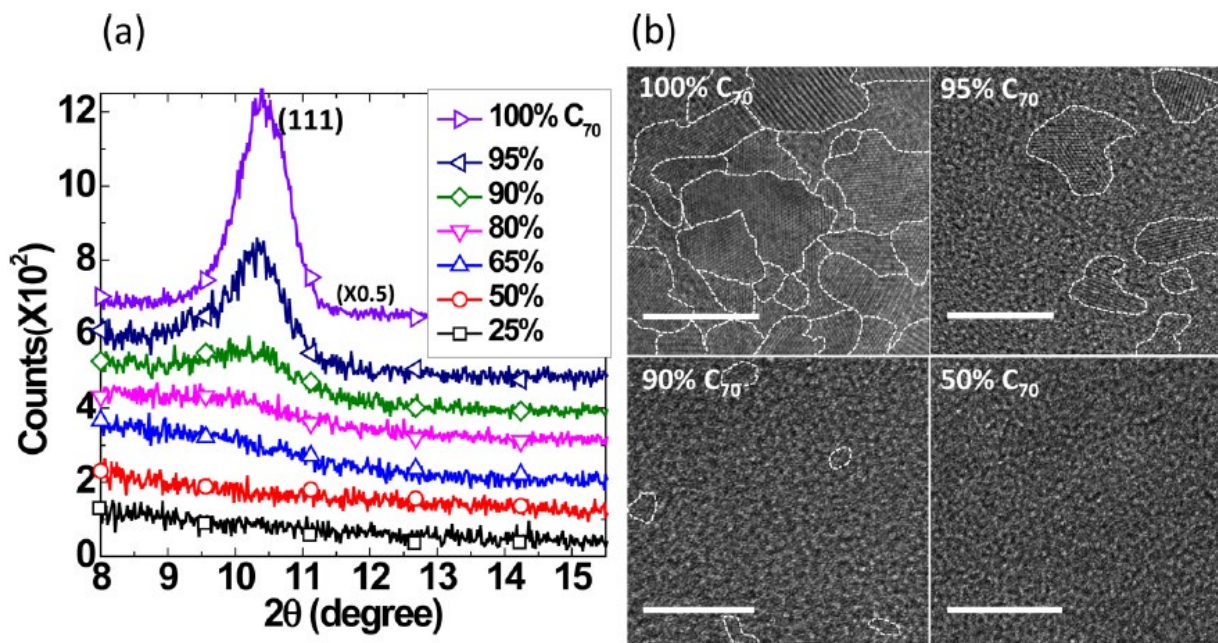 (a)
(b)
12
10
8
6
4
2
0
Counts(X10²)
8 9 10 11 12 13 14 15
2θ (degree)
(111)
(X0.5)
100% C₇₀
95%
90%
80%
65%
50%
25%
100% C₇₀
95% C₇₀
90% C₇₀
50% C₇₀